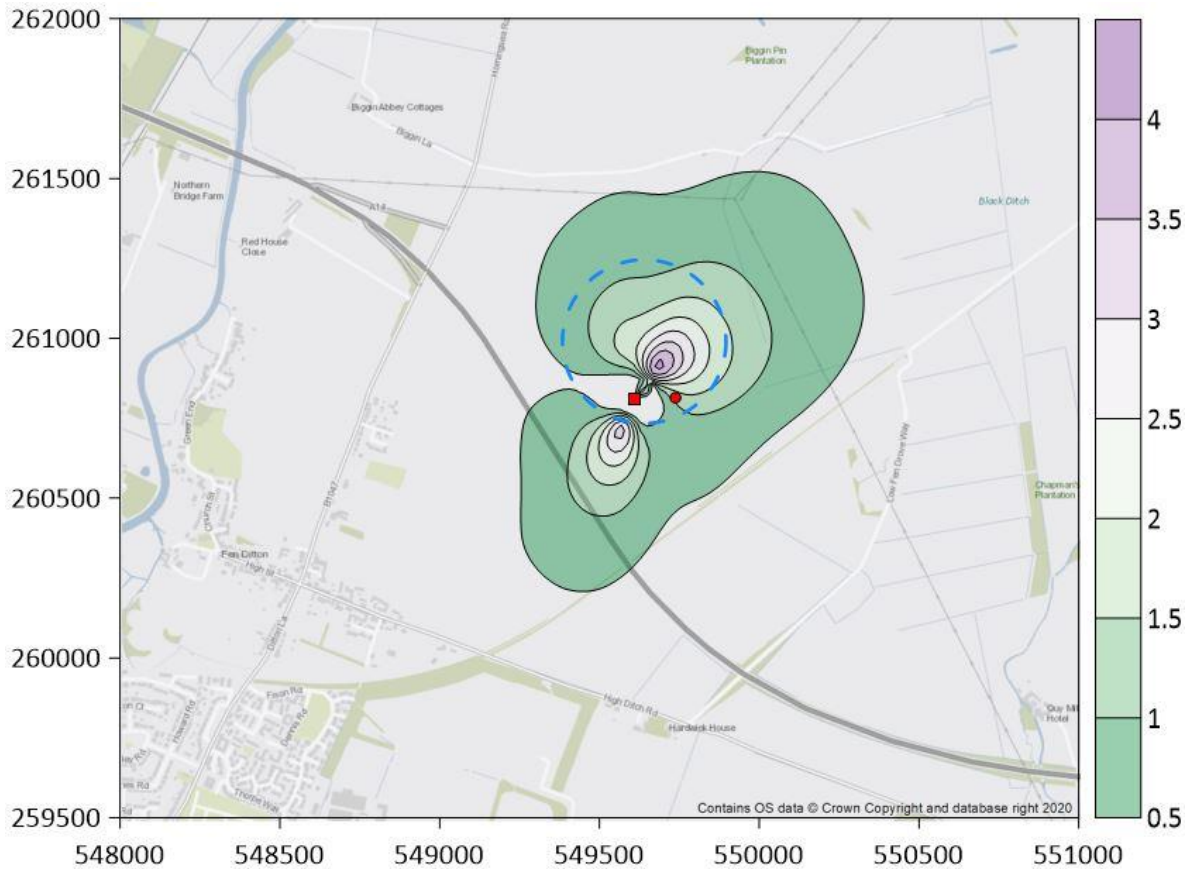 262000
261500
261000
260500
260000
259500
548000
548500
549000
549500
550000
550500
551000
4
3.5
3
2.5
2
1.5
1
0.5
Horningsea Rd
Biggin Pin
Plantation
Biggin Abbey Cottages
Biggin La
Northern
Bridge Farm
A14
Red House
Close
Black Ditch
Green End
Church St
B1047
Low Fen Drove Way
Chapman's
Plantation
Fen Ditton
High St
Ditton La
High Ditch Rd
Hardwick House
Quy Mill
Hotel
Fison Rd
Howard Rd
Thorpe Way
Contains OS data © Crown Copyright and database right 2020